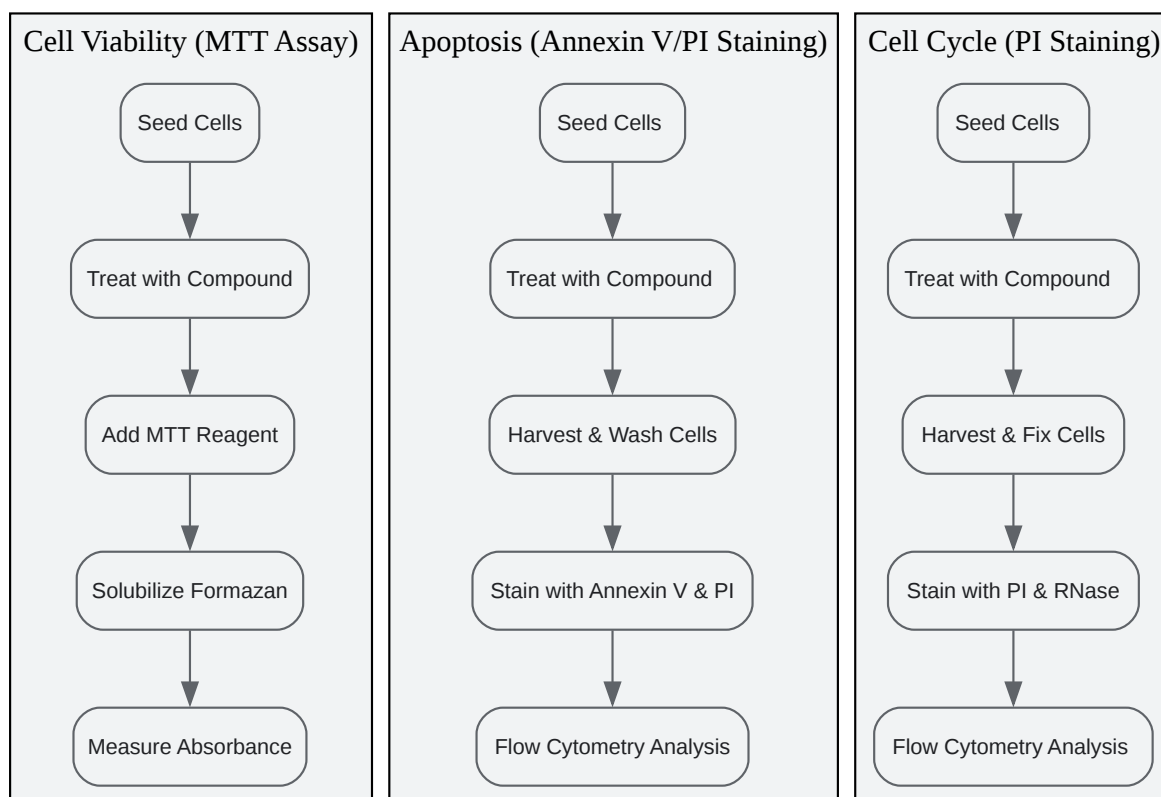 Cell Viability (MTT Assay)
Seed Cells
Treat with Compound
Add MTT Reagent
Solubilize Formazan
Measure Absorbance
Apoptosis (Annexin V/PI Staining)
Seed Cells
Treat with Compound
Harvest & Wash Cells
Stain with Annexin V & PI
Flow Cytometry Analysis
Cell Cycle (PI Staining)
Seed Cells
Treat with Compound
Harvest & Fix Cells
Stain with PI & RNase
Flow Cytometry Analysis